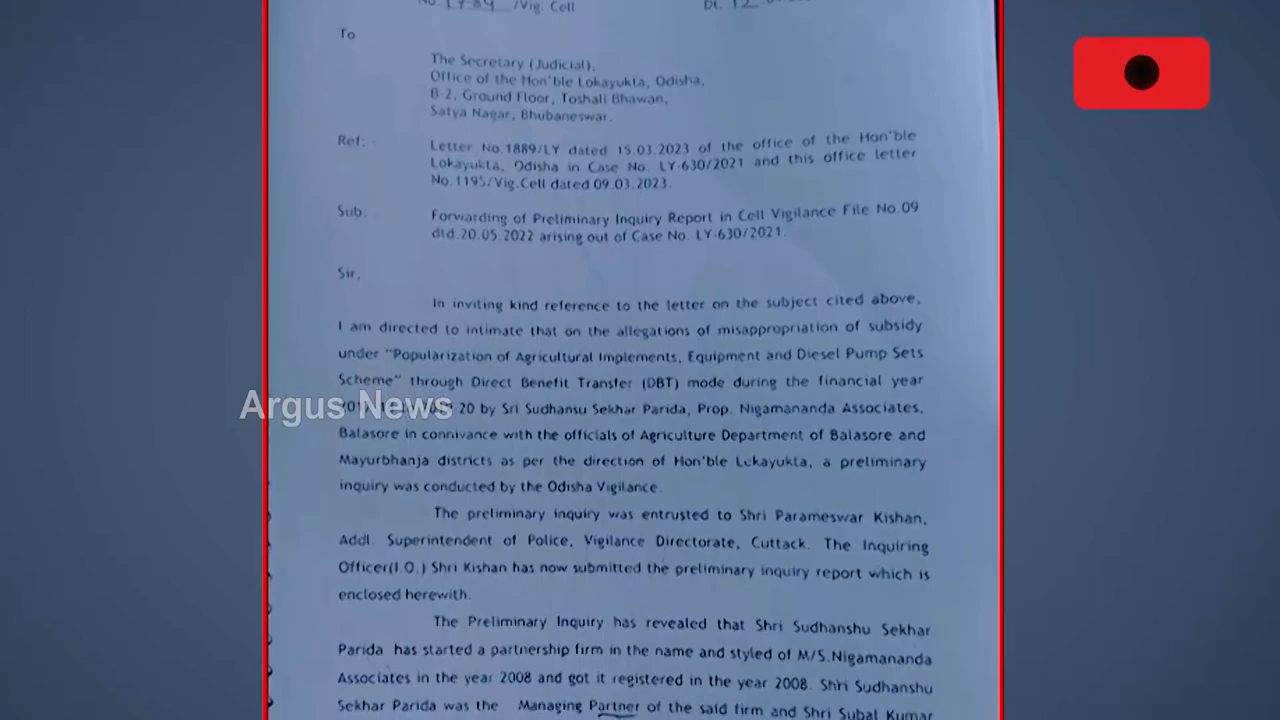 No. /Vig. Cell Dt. 12
To
The Secretary (Judicial),
Office of the Hon'ble Lokayukta, Odisha,
B-2, Ground Floor, Toshali Bhawan,
Satya Nagar, Bhubaneswar.
Ref: Letter No.1889/LY dated 15.03.2023 of the office of the Hon'ble
Lokayukta, Odisha in Case No. LY-630/2021 and this office letter
No.1195/Vig.Cell dated 09.03.2023.
Sub: Forwarding of Preliminary Inquiry Report in Cell Vigilance File No.09
dtd.20.05.2022 arising out of Case No. LY-630/2021.
Sir,
In inviting kind reference to the letter on the subject cited above,
I am directed to intimate that on the allegations of misappropriation of subsidy
under "Popularization of Agricultural Implements, Equipment and Diesel Pump Sets
Scheme" through Direct Benefit Transfer (DBT) mode during the financial year
20 by Sri Sudhansu Sekhar Parida, Prop. Nigamananda Associates,
Argus News
Balasore in connivance with the officials of Agriculture Department of Balasore and
Mayurbhanja districts as per the direction of Hon'ble Lokayukta, a preliminary
inquiry was conducted by the Odisha Vigilance.
The preliminary inquiry was entrusted to Shri Parameswar Kishan,
Addl. Superintendent of Police, Vigilance Directorate, Cuttack. The Inquiring
Officer(I.O.) Shri Kishan has now submitted the preliminary inquiry report which is
enclosed herewith.
The Preliminary Inquiry has revealed that Shri Sudhanshu Sekhar
Parida has started a partnership firm in the name and styled of M/S.Nigamananda
Associates in the year 2008 and got it registered in the year 2008. Shri Sudhanshu
Sekhar Parida was the Managing Partner of the said firm and Shri Subal Kumar